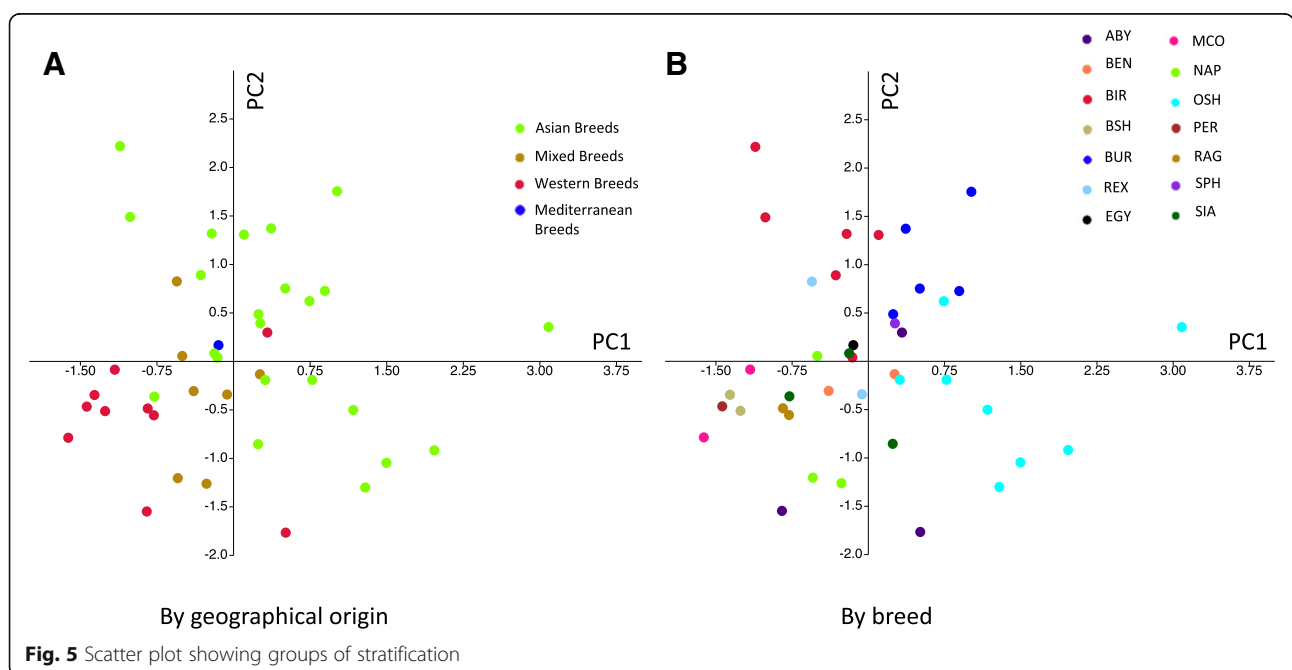 A
PC2
2.5
2.0
1.5
1.0
0.5
PC1
-1.50 -0.75 0.75 1.50 2.25 3.00 3.75
-0.5
-1.0
-1.5
-2.0
Asian Breeds
Mixed Breeds
Western Breeds
Mediterranean
Breeds
By geographical origin
B
PC2
2.5
2.0
1.5
1.0
0.5
PC1
-1.50 -0.75 0.75 1.50 2.25 3.00 3.75
-0.5
-1.0
-1.5
-2.0
ABY
BEN
BIR
BSH
BUR
REX
EGY
MCO
NAP
OSH
PER
RAG
SPH
SIA
By breed
Fig. 5 Scatter plot showing groups of stratification